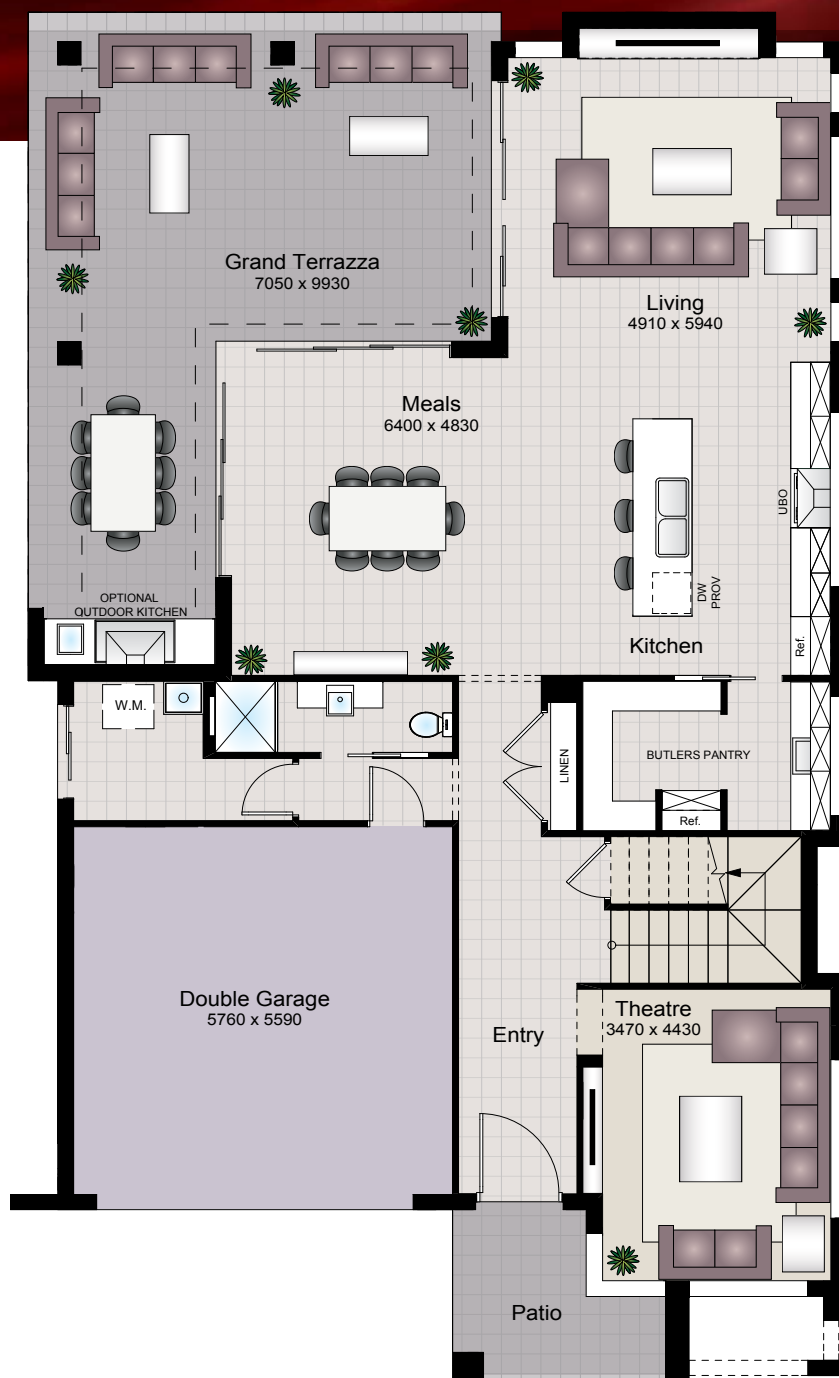 Grand Terrazza
7050 x 9930
Living
4910 x 5940
Meals
6400 x 4830
UBO
DW
PROV
OPTIONAL
OUTDOOR KITCHEN
Kitchen
Ref.
W.M.
LINEN
BUTLERS PANTRY
Ref.
Double Garage
5760 x 5590
Entry
Theatre
3470 x 4430
Patio